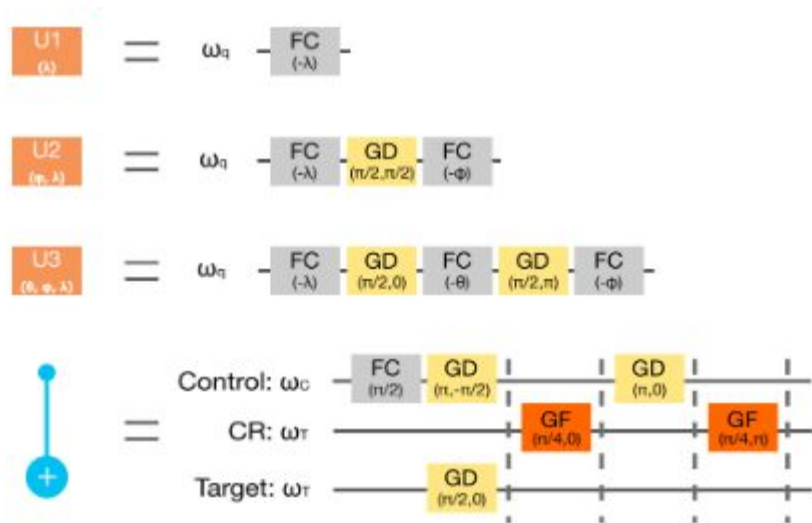 U1 (λ) = ωq FC (-λ)
U2 (φ, λ) = ωq FC (-λ) GD (π/2,π/2) FC (-Φ)
U3 (θ, φ, λ) = ωq FC (-λ) GD (π/2,0) FC (-θ) GD (π/2,π) FC (-Φ)
Control: ωC FC (π/2) GD (π,-π/2) GD (π,0)
+ = CR: ωT GF (π/4,0) GF (π/4,π)
Target: ωT GD (π/2,0)